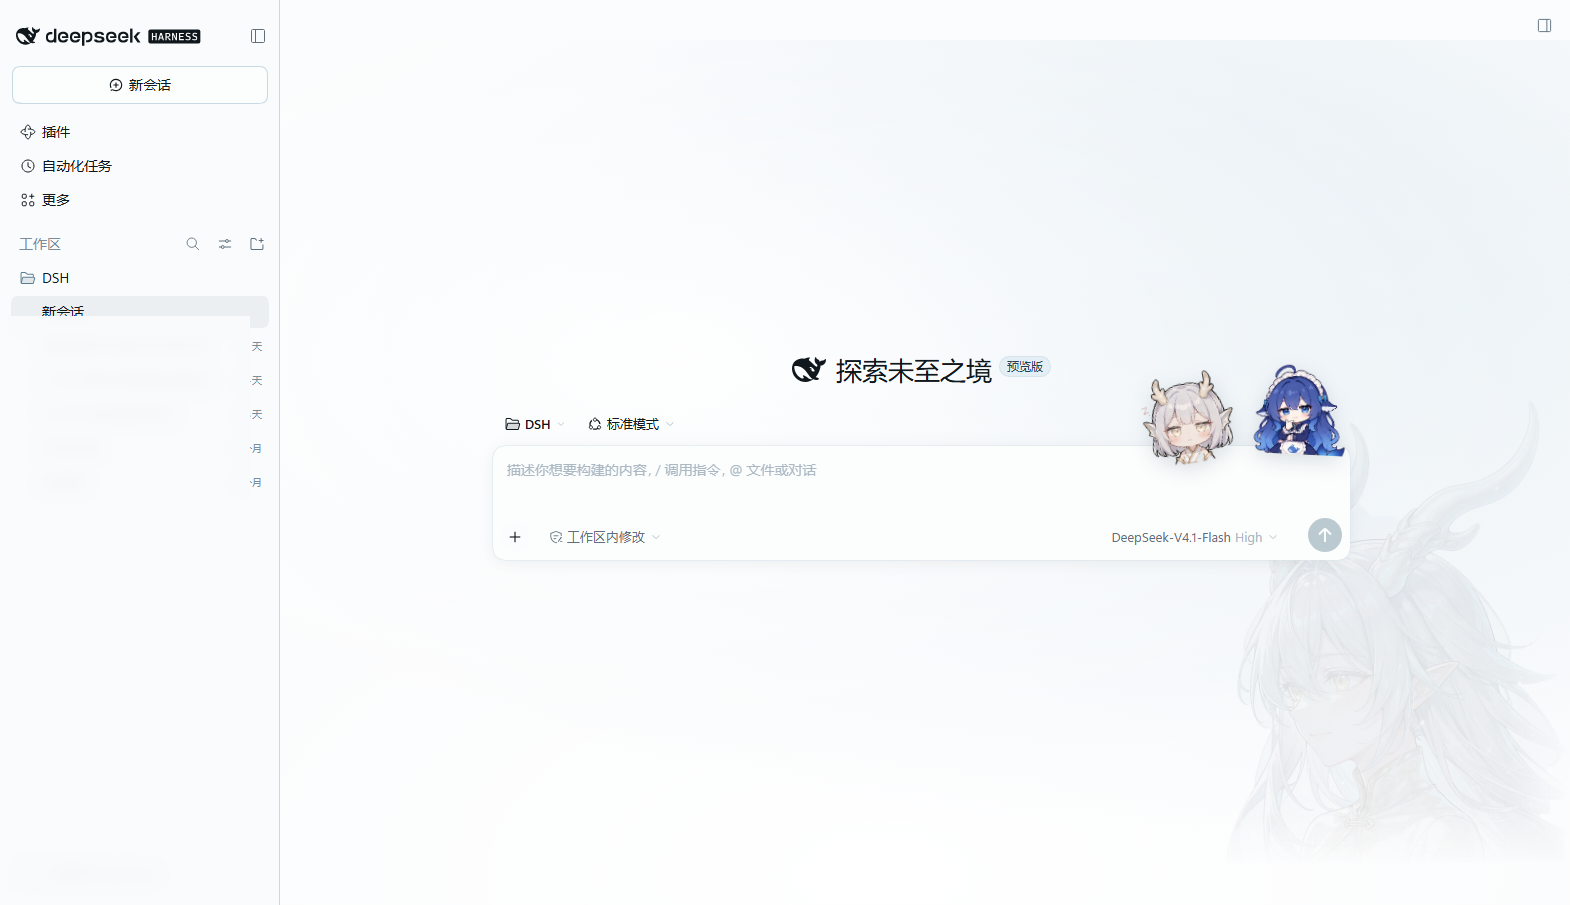 deepseek HARNESS
新会话
插件
自动化任务
更多
工作区
DSH
新会话
天
天
天
月
月
探索未至之境 预览版
DSH 标准模式
描述你想要构建的内容, / 调用指令, @ 文件或对话
工作区内修改 DeepSeek-V4.1-Flash High